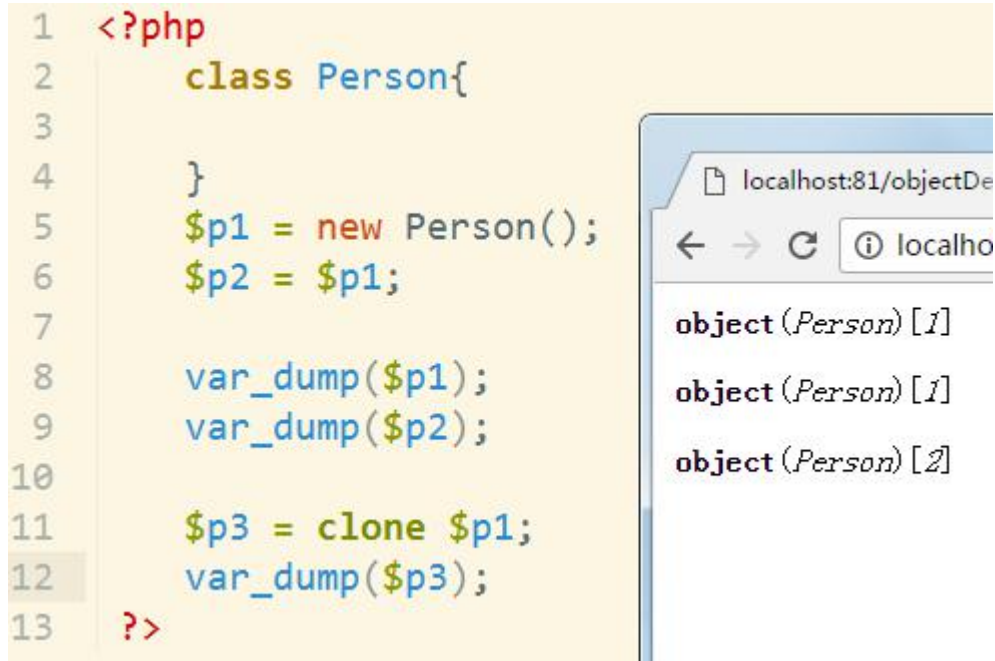 1 <?php
2 class Person{
3
4 }
5 $p1 = new Person();
6 $p2 = $p1;
7
8 var_dump($p1);
9 var_dump($p2);
10
11 $p3 = clone $p1;
12 var_dump($p3);
13 ?>
localhost:81/objectDe
localho
object(Person)[1]
object(Person)[1]
object(Person)[2]